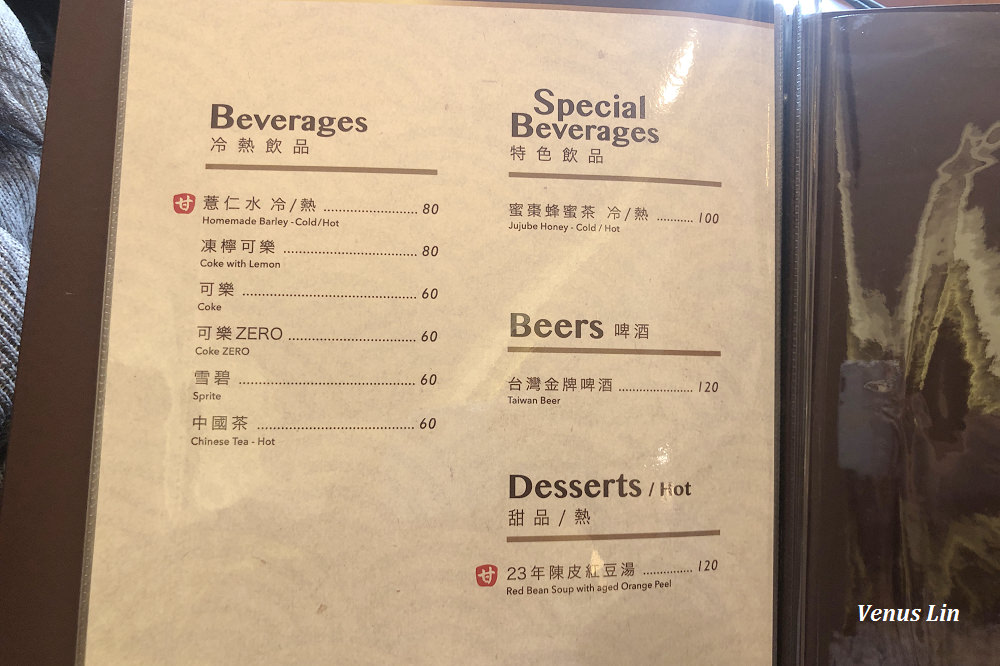 Beverages
冷熱飲品
甘 薏仁水 冷/熱 80
Homemade Barley - Cold/Hot
凍檸可樂 80
Coke with Lemon
可樂 60
Coke
可樂ZERO 60
Coke ZERO
雪碧 60
Sprite
中國茶 60
Chinese Tea - Hot
Special
Beverages
特色飲品
蜜棗蜂蜜茶 冷/熱 100
Jujube Honey - Cold / Hot
Beers 啤酒
台灣金牌啤酒 120
Taiwan Beer
Desserts / Hot
甜品/熱
甘 23年陳皮紅豆湯 120
Red Bean Soup with aged Orange Peel
Venus Lin